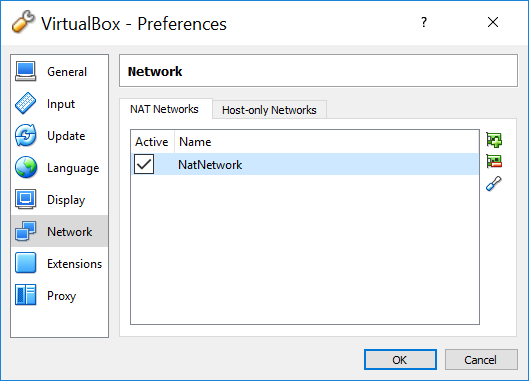 VirtualBox - Preferences ?
General
Input
Update
Language
Display
Network
Extensions
Proxy
Network
NAT Networks Host-only Networks
Active Name
NatNetwork
OK Cancel